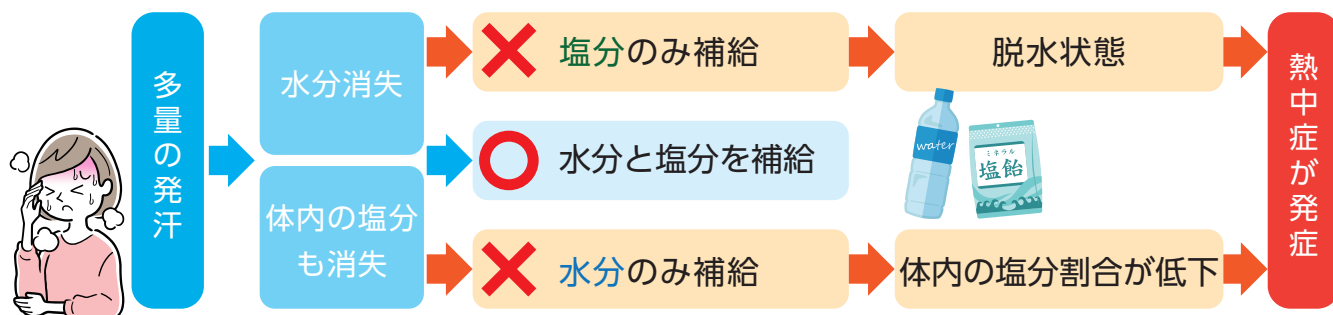 多量の発汗
水分消失
体内の塩分
も消失
塩分のみ補給
脱水状態
水分と塩分を補給
water
ミネラル
塩飴
水分のみ補給
体内の塩分割合が低下
熱中症が発症